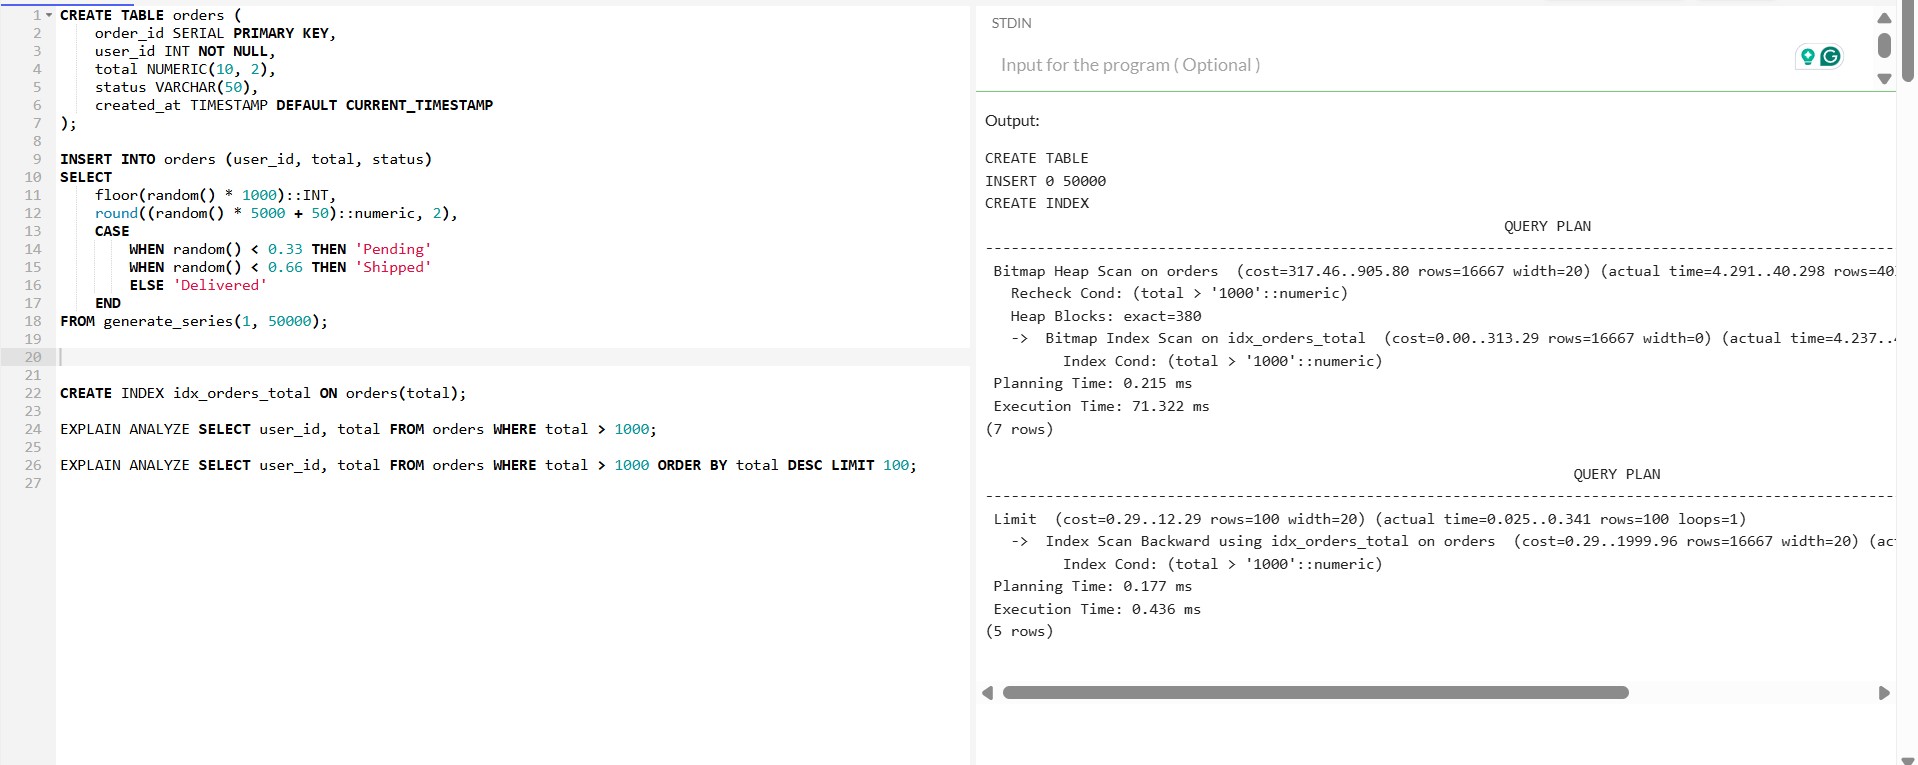 1 CREATE TABLE orders (
2 order_id SERIAL PRIMARY KEY,
3 user_id INT NOT NULL,
4 total NUMERIC(10, 2),
5 status VARCHAR(50),
6 created_at TIMESTAMP DEFAULT CURRENT_TIMESTAMP
7 );
8
9 INSERT INTO orders (user_id, total, status)
10 SELECT
11 floor(random() * 1000)::INT,
12 round((random() * 5000 + 50)::numeric, 2),
13 CASE
14 WHEN random() < 0.33 THEN 'Pending'
15 WHEN random() < 0.66 THEN 'Shipped'
16 ELSE 'Delivered'
17 END
18 FROM generate_series(1, 50000);
19
20
21
22 CREATE INDEX idx_orders_total ON orders(total);
23
24 EXPLAIN ANALYZE SELECT user_id, total FROM orders WHERE total > 1000;
25
26 EXPLAIN ANALYZE SELECT user_id, total FROM orders WHERE total > 1000 ORDER BY total DESC LIMIT 100;
27
STDIN
Input for the program ( Optional )
Output:
CREATE TABLE
INSERT 0 50000
CREATE INDEX
QUERY PLAN
--------------------------------------------------------------------------------------------------------
Bitmap Heap Scan on orders (cost=317.46..905.80 rows=16667 width=20) (actual time=4.291..40.298 rows=40
Recheck Cond: (total > '1000'::numeric)
Heap Blocks: exact=380
-> Bitmap Index Scan on idx_orders_total (cost=0.00..313.29 rows=16667 width=0) (actual time=4.237..
Index Cond: (total > '1000'::numeric)
Planning Time: 0.215 ms
Execution Time: 71.322 ms
(7 rows)
QUERY PLAN
--------------------------------------------------------------------------------------------------------
Limit (cost=0.29..12.29 rows=100 width=20) (actual time=0.025..0.341 rows=100 loops=1)
-> Index Scan Backward using idx_orders_total on orders (cost=0.29..1999.96 rows=16667 width=20) (ac
Index Cond: (total > '1000'::numeric)
Planning Time: 0.177 ms
Execution Time: 0.436 ms
(5 rows)